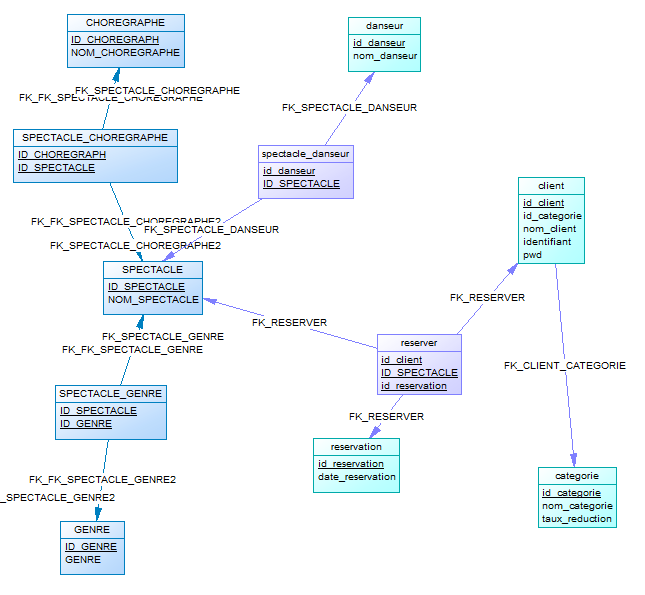 CHOREGRAPHE
ID_CHOREGRAPH
NOM_CHOREGRAPHE
danseur
id_danseur
nom_danseur
FK_SPECTACLE_CHOREGRAPHE
FK_FK_SPECTACLE_CHOREGRAPHE
FK_SPECTACLE_DANSEUR
SPECTACLE_CHOREGRAPHE
ID_CHOREGRAPH
ID_SPECTACLE
spectacle_danseur
id_danseur
ID_SPECTACLE
client
id_client
id_categorie
nom_client
identifiant
pwd
FK_FK_SPECTACLE_CHOREGRAPHE2
FK_SPECTACLE_DANSEUR
FK_SPECTACLE_CHOREGRAPHE2
SPECTACLE
ID_SPECTACLE
NOM_SPECTACLE
FK_RESERVER
FK_RESERVER
FK_SPECTACLE_GENRE
FK_FK_SPECTACLE_GENRE
reserver
id_client
ID_SPECTACLE
id_reservation
FK_CLIENT_CATEGORIE
SPECTACLE_GENRE
ID_SPECTACLE
ID_GENRE
FK_RESERVER
reservation
id_reservation
date_reservation
FK_FK_SPECTACLE_GENRE2
_SPECTACLE_GENRE2
categorie
id_categorie
nom_categorie
taux_reduction
GENRE
ID_GENRE
GENRE